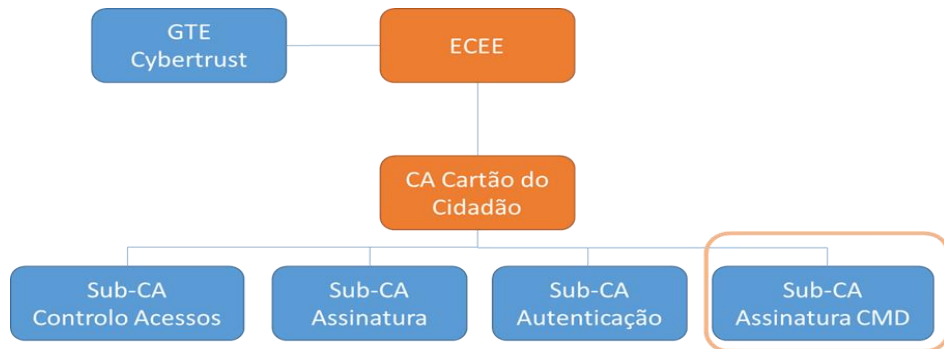 GTE
Cybertrust
ECEE
CA Cartão do
Cidadão
Sub-CA
Controlo Acessos
Sub-CA
Assinatura
Sub-CA
Autenticação
Sub-CA
Assinatura CMD